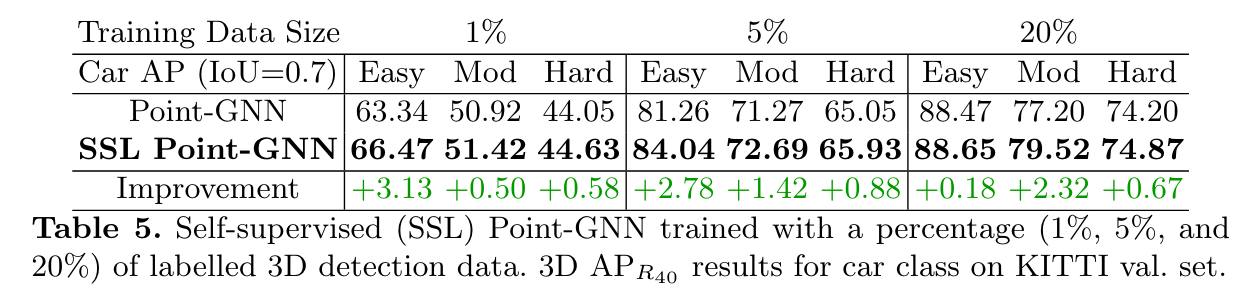 Training Data Size 1% 5% 20%
Car AP (IoU=0.7) Easy Mod Hard Easy Mod Hard Easy Mod Hard
Point-GNN 63.34 50.92 44.05 81.26 71.27 65.05 88.47 77.20 74.20
SSL Point-GNN 66.47 51.42 44.63 84.04 72.69 65.93 88.65 79.52 74.87
Improvement +3.13 +0.50 +0.58 +2.78 +1.42 +0.88 +0.18 +2.32 +0.67
Table 5. Self-supervised (SSL) Point-GNN trained with a percentage (1%, 5%, and
20%) of labelled 3D detection data. 3D AP_{R_{40}} results for car class on KITTI val. set.